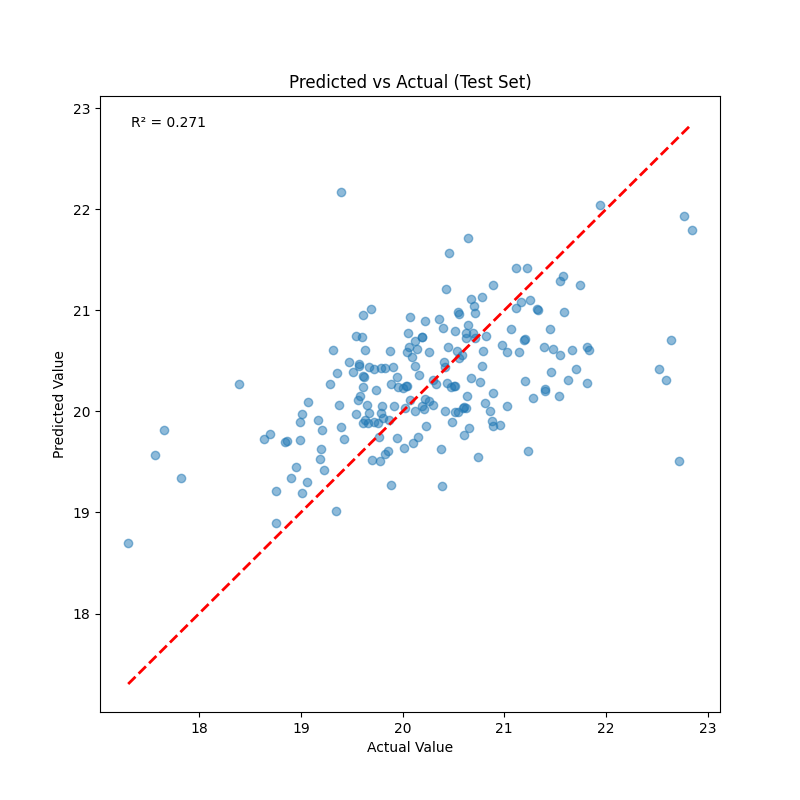 Predicted vs Actual (Test Set)
R² = 0.271
23
22
21
20
19
18
Predicted Value
18 19 20 21 22 23
Actual Value